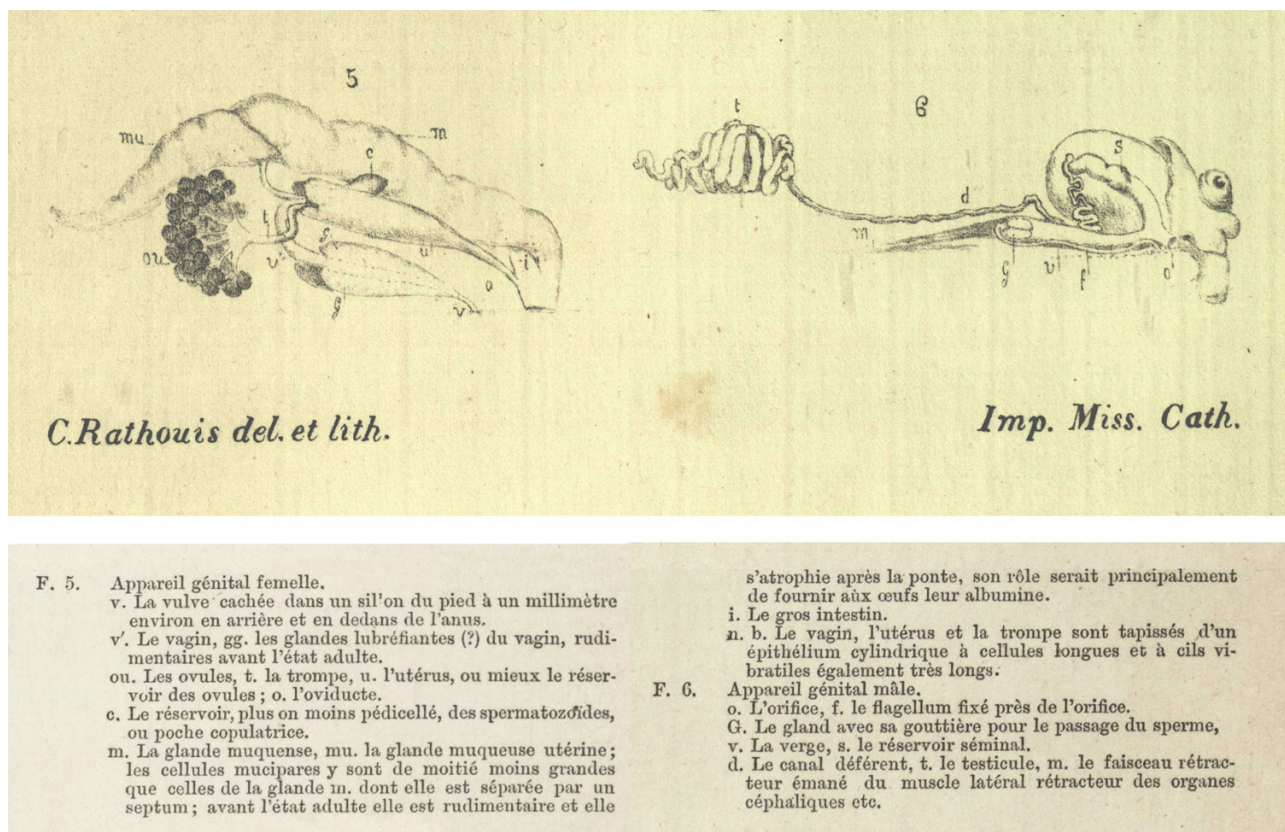 5
mu
m
c
t
ou
v'
g
u
i
o
g
v
6
t
s
d
m
g
v
f
o
C. Rathouis del. et lith.
Imp. Miss. Cath.
F. 5. Appareil génital femelle.
v. La vulve cachée dans un sil'on du pied à un millimètre
environ en arrière et en dedans de l'anus.
v'. Le vagin, gg. les glandes lubréfiantes (?) du vagin, rudi-
mentaires avant l'état adulte.
ou. Les ovules, t. la trompe, u. l'utérus, ou mieux le réser-
voir des ovules ; o. l'oviducte.
c. Le réservoir, plus on moins pédicellé, des spermatozoïdes,
ou poche copulatrice.
m. La glande muquense, mu. la glande muqueuse utérine ;
les cellules mucipares y sont de moitié moins grandes
que celles de la glande m. dont elle est séparée par un
septum ; avant l'état adulte elle est rudimentaire et elle
s'atrophie après la ponte, son rôle serait principalement
de fournir aùx œufs leur albumine.
i. Le gros intestin.
n. b. Le vagin, l'utérus et la trompe sont tapissés d'un
épithélium cylindrique à cellules longues et à cils vi-
bratiles également très longs.
F. 6. Appareil génital mâle.
o. L'orifice, f. le flagellum fixé près de l'orifice.
G. Le gland avec sa gouttière pour le passage du sperme,
v. La verge, s. le réservoir séminal.
d. Le canal déférent, t. le testicule, m. le faisceau rétrac-
teur émané du muscle latéral rétracteur des organes
céphaliques etc.